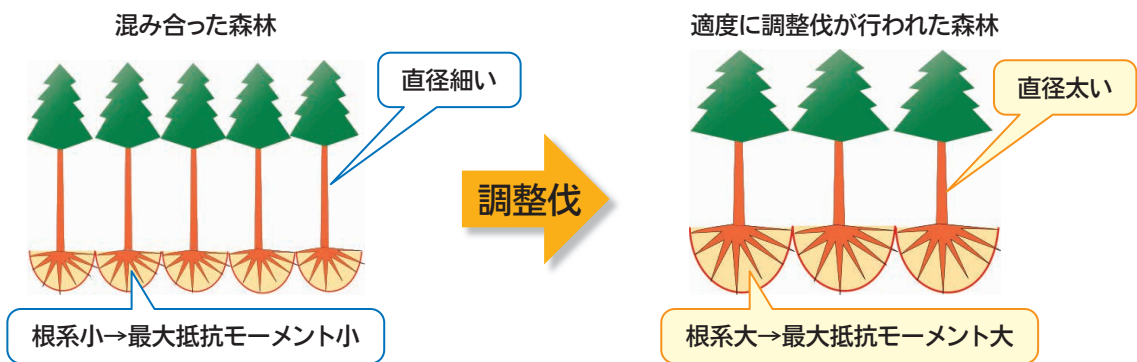 混み合った森林
直径細い
根系小→最大抵抗モーメント小
調整伐
適度に調整伐が行われた森林
直径太い
根系大→最大抵抗モーメント大